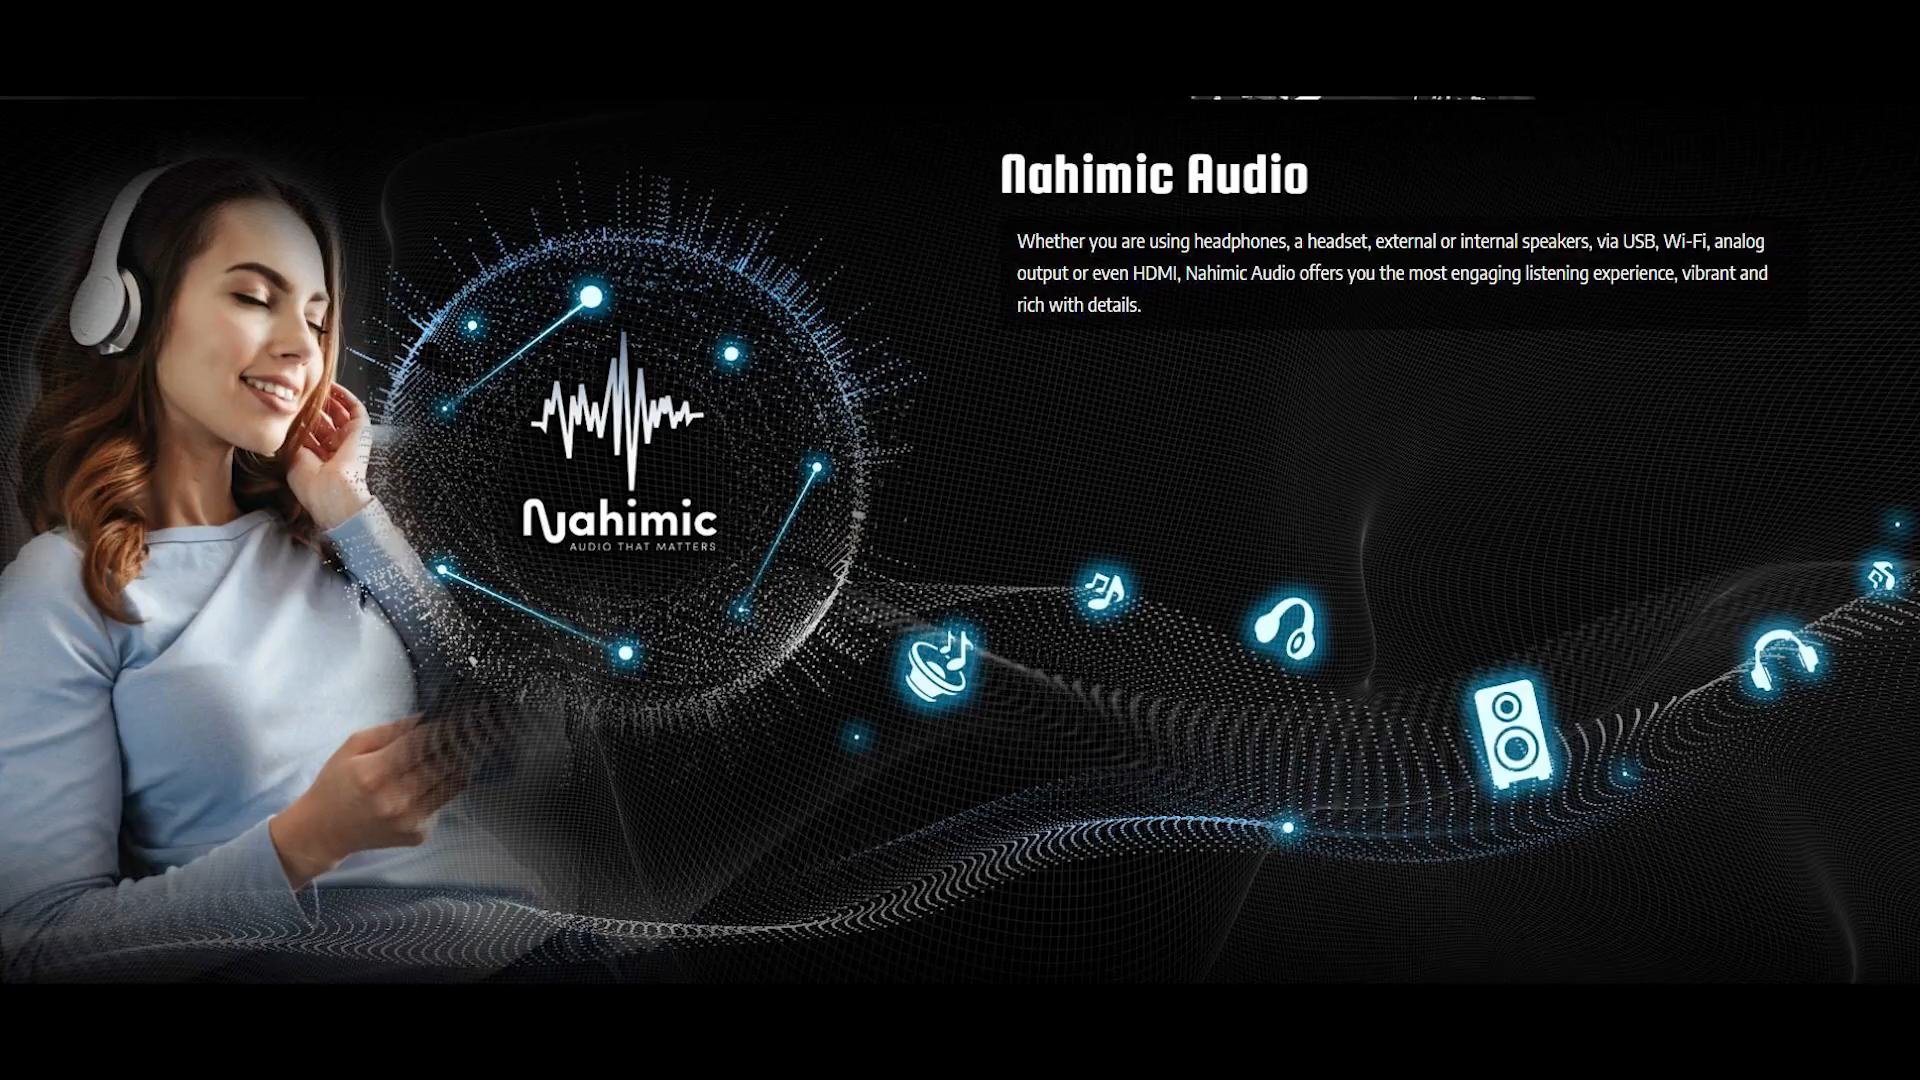 Nahimic Audio
Whether you are using headphones, a headset, external or internal speakers, via USB, Wi-Fi, analog
output or even HDMI, Nahimic Audio offers you the most engaging listening experience, vibrant and
rich with details.
Nahimic
AUDIO THAT MATTERS